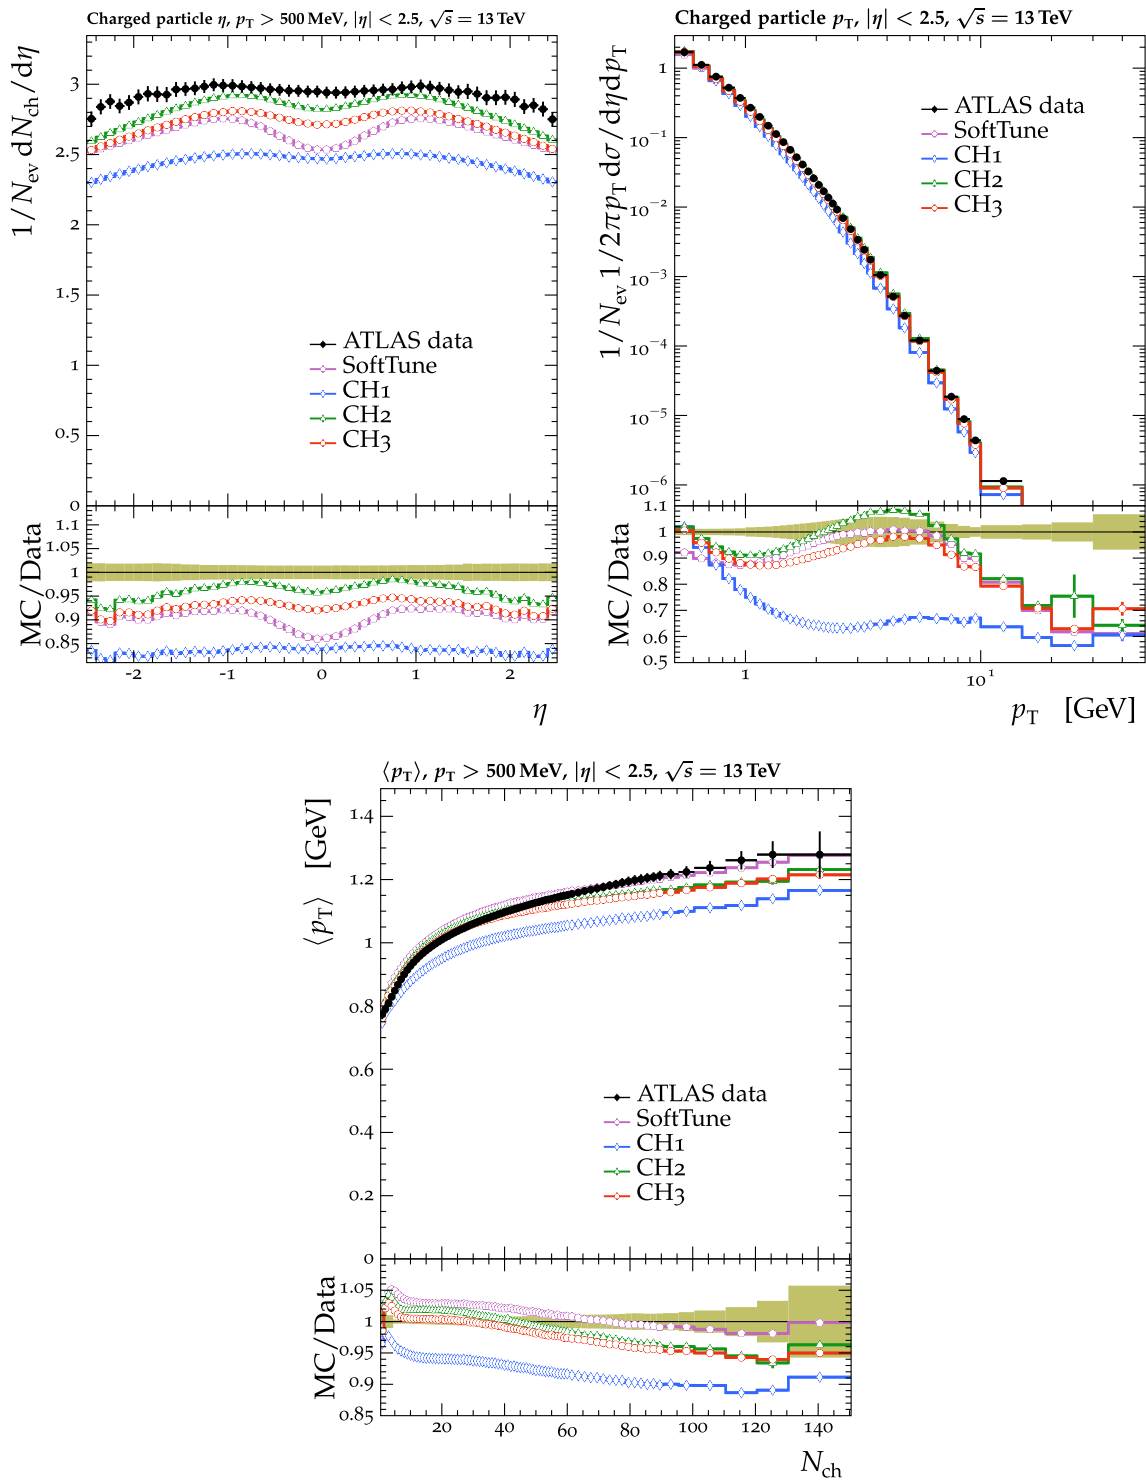 Charged particle η, pT > 500 MeV, |η| < 2.5, √s = 13 TeV
1/Nev dNch/dη
3
2.5
2
1.5
1
0.5
0
ATLAS data
SoftTune
CH1
CH2
CH3
MC/Data
1.1
1.05
1
0.95
0.9
0.85
-2 -1 0 1 2
η
Charged particle pT, |η| < 2.5, √s = 13 TeV
1/Nev 1/2πpT dσ/dηdpT
1
10−1
10−2
10−3
10−4
10−5
10−6
ATLAS data
SoftTune
CH1
CH2
CH3
MC/Data
1.1
1
0.9
0.8
0.7
0.6
0.5
1 10 1
pT [GeV]
⟨pT⟩, pT > 500 MeV, |η| < 2.5, √s = 13 TeV
⟨pT⟩ [GeV]
1.4
1.2
1
0.8
0.6
0.4
0.2
0
ATLAS data
SoftTune
CH1
CH2
CH3
MC/Data
1.05
1
0.95
0.9
0.85
20 40 60 80 100 120 140
Nch